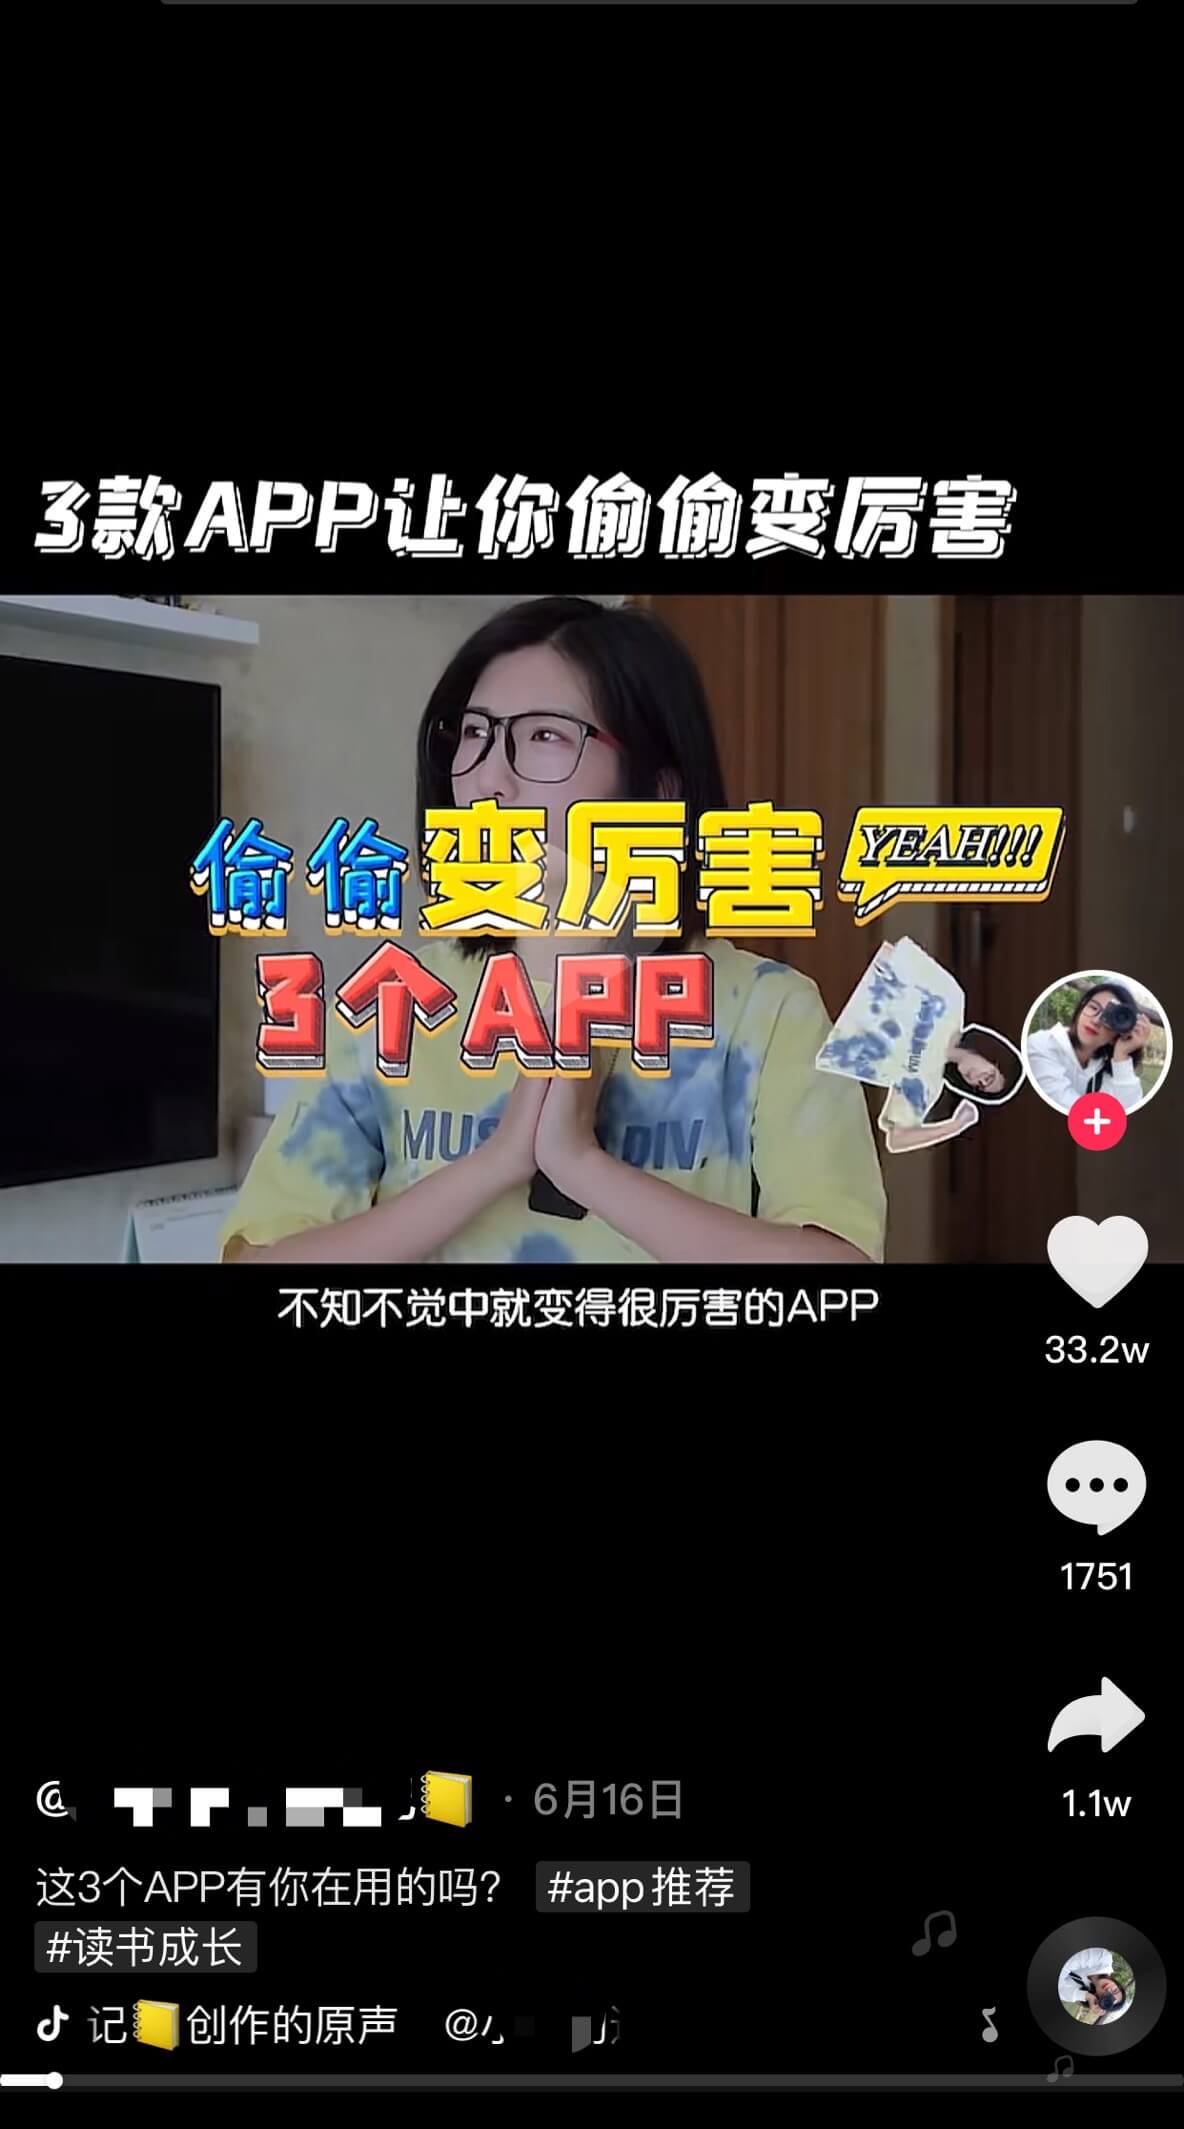 3款APP让你偷偷变厉害
偷偷变厉害 YEAH!!!
3个APP
MUS DIV
不知不觉中就变得很厉害的APP
33.2w
1751
1.1w
@ · 6月16日
这3个APP有你在用的吗？ #app推荐
#读书成长
记 创作的原声 @小